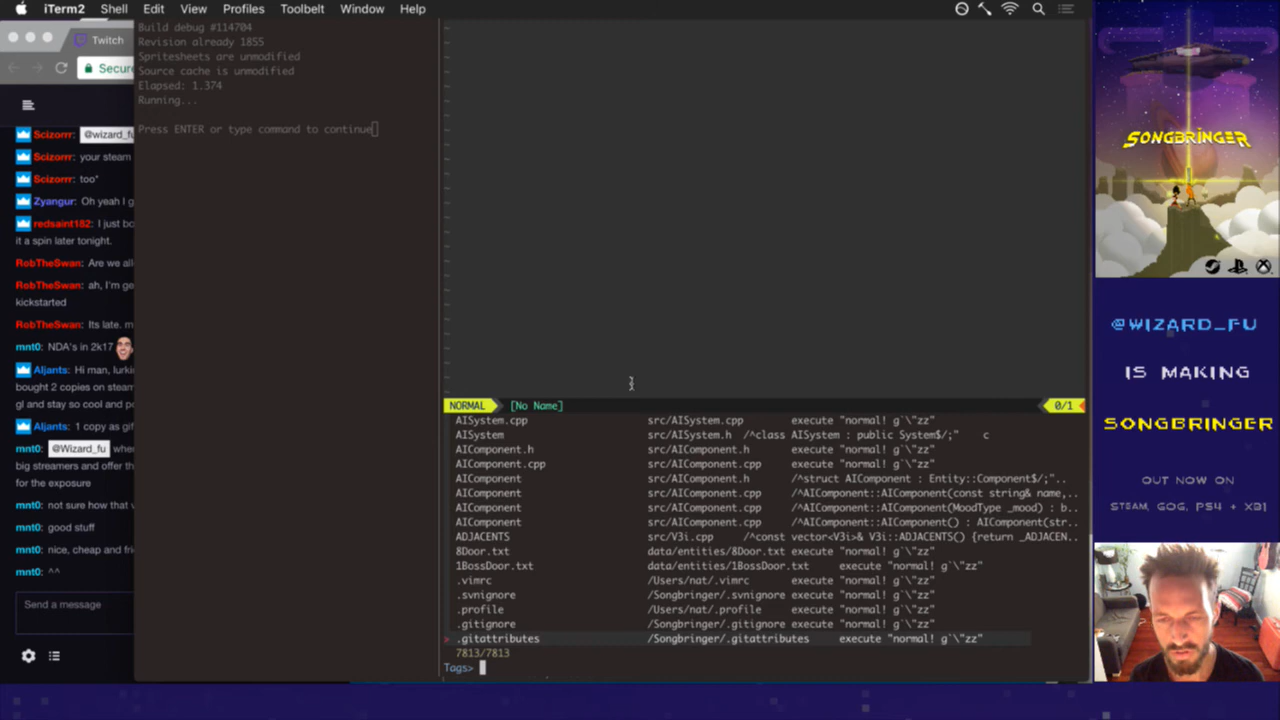 iTerm2 Shell Edit View Profiles Toolbelt Window Help
Twitch
Secure
Scizorrr: @wizard_fu
Scizorrr: your steam
Scizorrr: too*
Zyangur: Oh yeah I g
redsaint182: I just bo
it a spin later tonight.
RobTheSwan: Are we all
RobTheSwan: ah, I'm ge
kickstarted
RobTheSwan: Its late. m
mnt0: NDA's in 2k17
Aljants: Hi man, lurki
bought 2 copies on steam
gl and stay so cool and po
Aljants: 1 copy as gif
mnt0: @Wizard_fu whe
big streamers and offer th
for the exposure
mnt0: not sure how that w
mnt0: good stuff
mnt0: nice, cheap and frie
mnt0: ^^
Send a message
Build debug #114704
Revision already 1855
Spritesheets are unmodified
Source cache is unmodified
Elapsed: 1.374
Running...
Press ENTER or type command to continue
NORMAL [No Name] 0/1
AISystem.cpp src/AISystem.cpp execute "normal! g`\"zz"
AISystem src/AISystem.h /^class AISystem : public System$/;" c
AIComponent.h src/AIComponent.h execute "normal! g`\"zz"
AIComponent.cpp src/AIComponent.cpp execute "normal! g`\"zz"
AIComponent src/AIComponent.h /^struct AIComponent : Entity::Component$/;"..
AIComponent src/AIComponent.cpp /^AIComponent::AIComponent(const string& name,..
AIComponent src/AIComponent.cpp /^AIComponent::AIComponent(MoodType _mood) : b..
AIComponent src/AIComponent.cpp /^AIComponent::AIComponent() : AIComponent(str..
ADJACENTS src/V3i.cpp /^const vector<V3i>& V3i::ADJACENTS() {return _ADJACEN..
8Door.txt data/entities/8Door.txt execute "normal! g`\"zz"
1BossDoor.txt data/entities/1BossDoor.txt execute "normal! g`\"zz"
.vimrc /Users/nat/.vimrc execute "normal! g`\"zz"
.svnignore /Songbringer/.svnignore execute "normal! g`\"zz"
.profile /Users/nat/.profile execute "normal! g`\"zz"
.gitignore /Songbringer/.gitignore execute "normal! g`\"zz"
> .gitattributes /Songbringer/.gitattributes execute "normal! g`\"zz"
7813/7813
Tags>
SONGBRINGER
@WIZARD_FU
IS MAKING
SONGBRINGER
OUT NOW ON
STEAM, GOG, PS4 + XB1